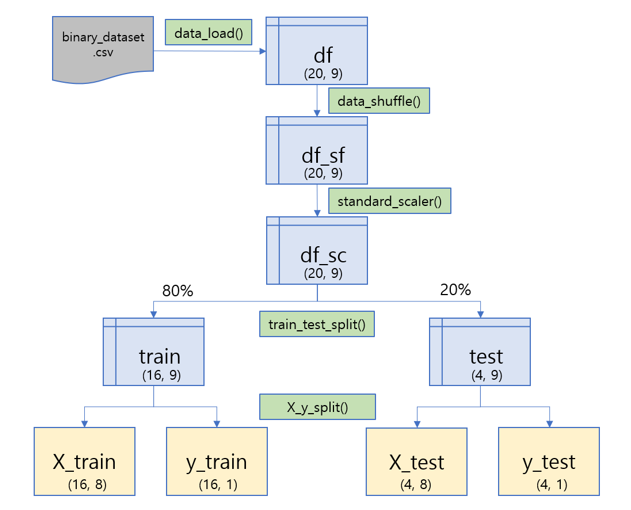 binary_dataset
.csv
data_load()
df
(20, 9)
data_shuffle()
df_sf
(20, 9)
standard_scaler()
df_sc
(20, 9)
80%
20%
train_test_split()
train
(16, 9)
test
(4, 9)
X_y_split()
X_train
(16, 8)
y_train
(16, 1)
X_test
(4, 8)
y_test
(4, 1)